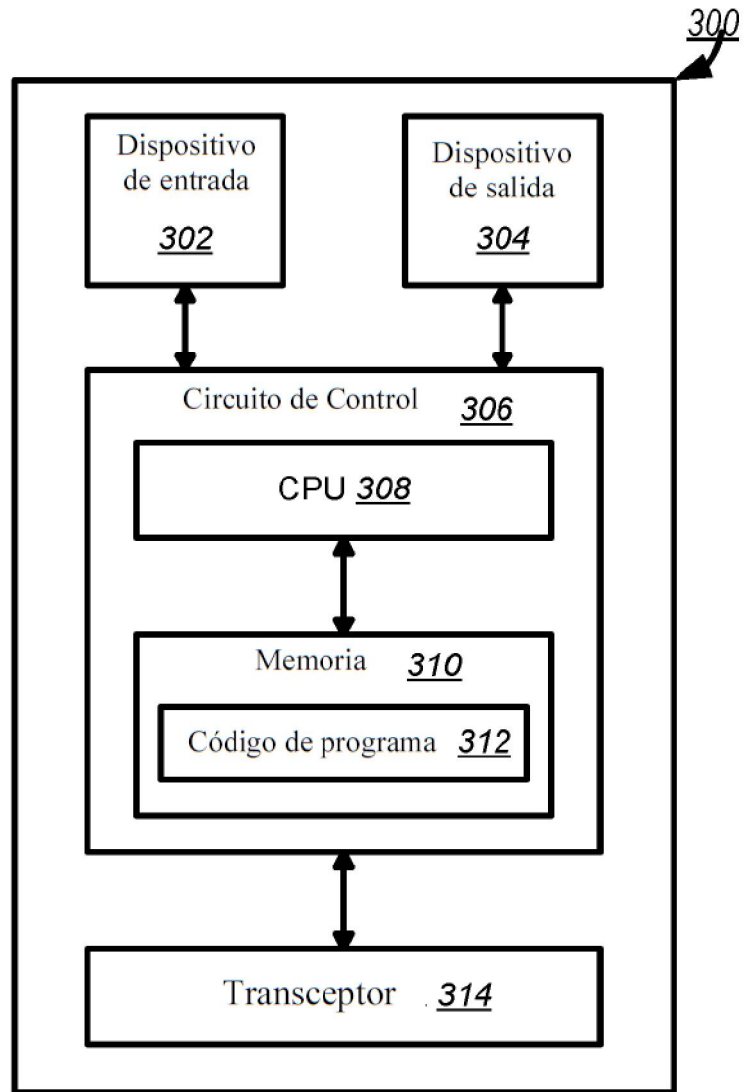 300
Dispositivo
de entrada
302
Dispositivo
de salida
304
Circuito de Control 306
CPU 308
Memoria 310
Código de programa 312
Transceptor 314